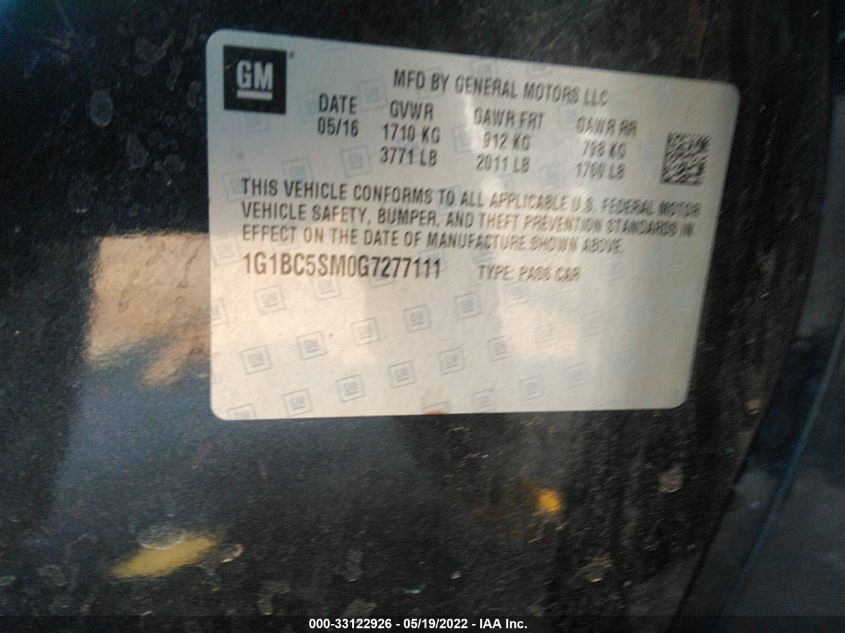 GM
MFD BY GENERAL MOTORS LLC
DATE GVWR GAWR FRT GAWR RR
05/16 1710 KG 912 KG 798 KG
3771 LB 2011 LB 1760 LB
THIS VEHICLE CONFORMS TO ALL APPLICABLE U.S. FEDERAL MOTOR
VEHICLE SAFETY, BUMPER, AND THEFT PREVENTION STANDARDS IN
EFFECT ON THE DATE OF MANUFACTURE SHOWN ABOVE.
1G1BC5SM0G7277111 TYPE: PASS CAR
000-33122926 - 05/19/2022 - IAA Inc.